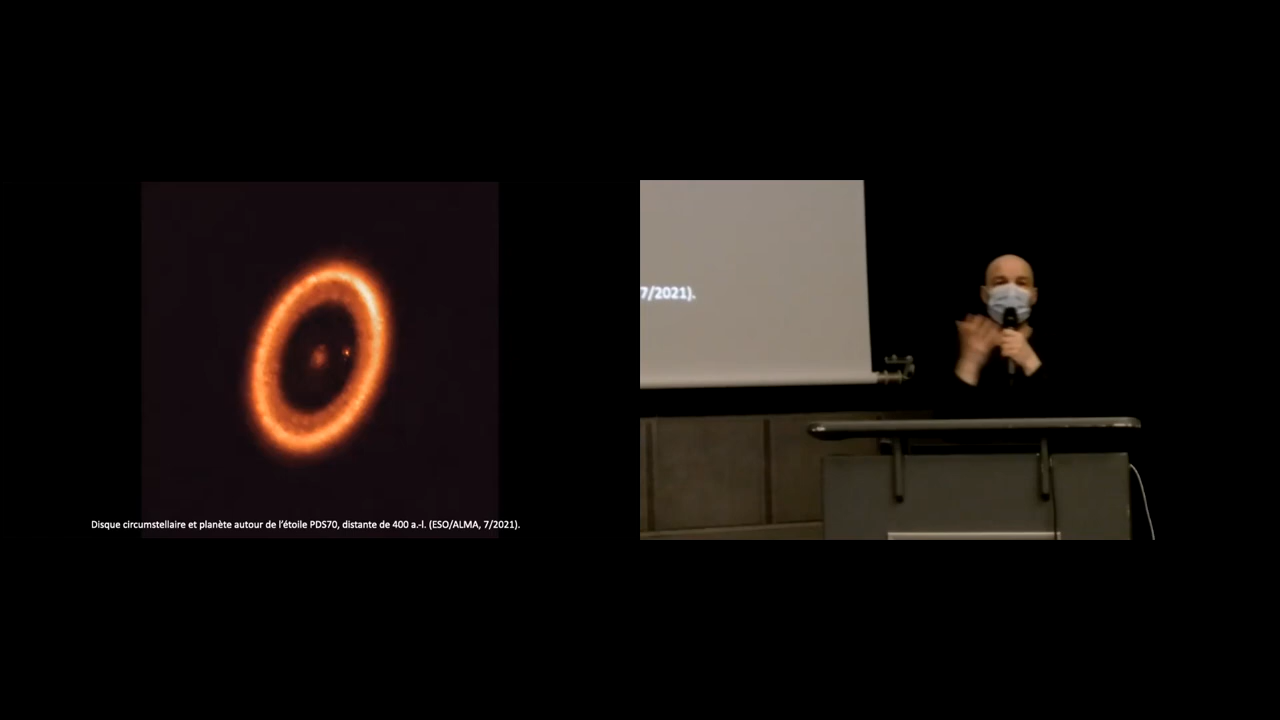 Disque circumstellaire et planète autour de l'étoile PDS70, distante de 400 a.-l. (ESO/ALMA, 7/2021).
7/2021).